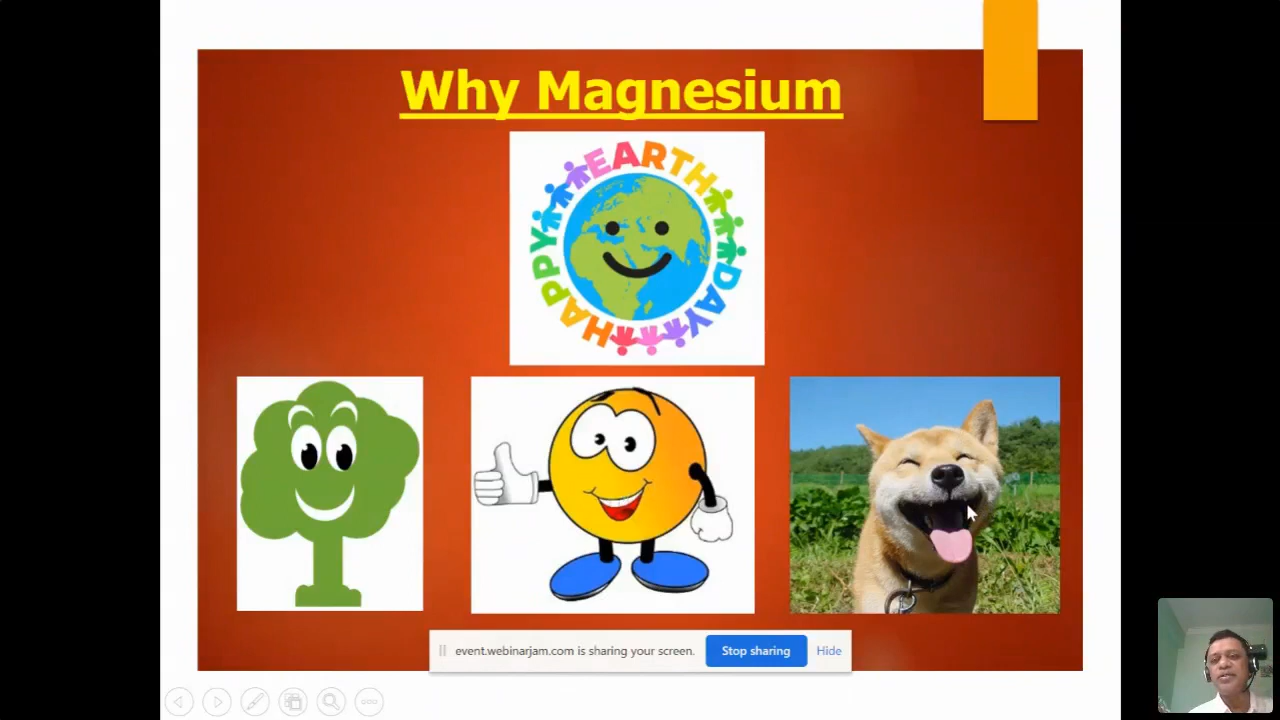 Why Magnesium
HAPPY EARTH DAY
event.webinarjam.com is sharing your screen.
Stop sharing
Hide